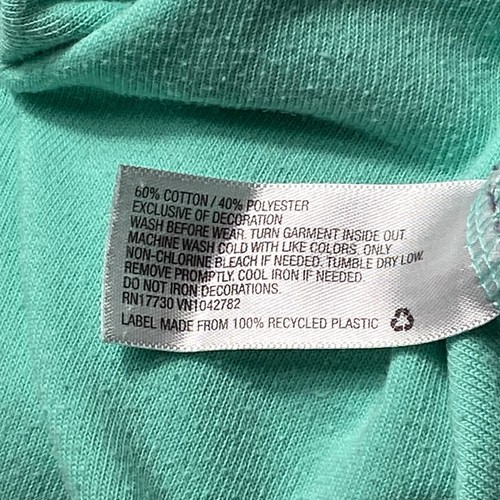 60% COTTON / 40% POLYESTER
EXCLUSIVE OF DECORATION
WASH BEFORE WEAR. TURN GARMENT INSIDE OUT.
MACHINE WASH COLD WITH LIKE COLORS. ONLY
NON-CHLORINE BLEACH IF NEEDED. TUMBLE DRY LOW.
REMOVE PROMPTLY. COOL IRON IF NEEDED.
DO NOT IRON DECORATIONS.
RN17730 VN1042782
LABEL MADE FROM 100% RECYCLED PLASTIC